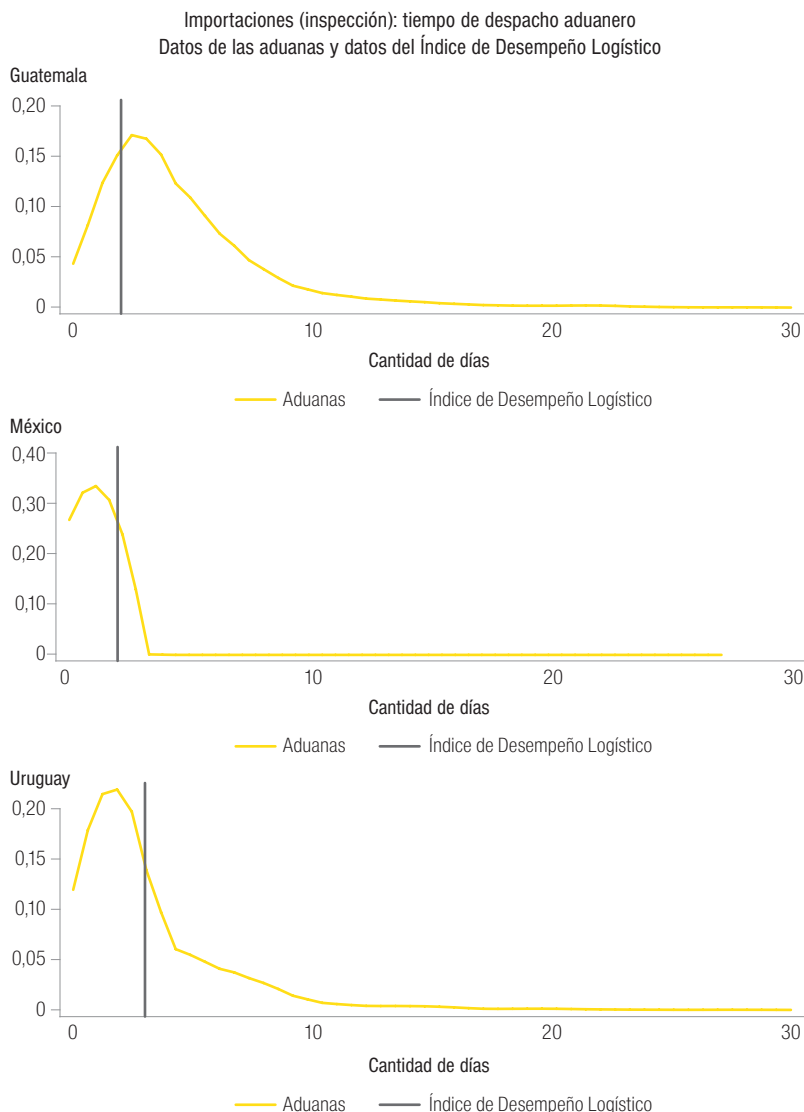 Importaciones (inspección): tiempo de despacho aduanero
Datos de las aduanas y datos del Índice de Desempeño Logístico
Guatemala
0,20
0,15
0,10
0,05
0
0 10 20 30
Cantidad de días
Aduanas Índice de Desempeño Logístico
México
0,40
0,30
0,20
0,10
0
0 10 20 30
Cantidad de días
Aduanas Índice de Desempeño Logístico
Uruguay
0,20
0,15
0,10
0,05
0
0 10 20 30
Cantidad de días
Aduanas Índice de Desempeño Logístico